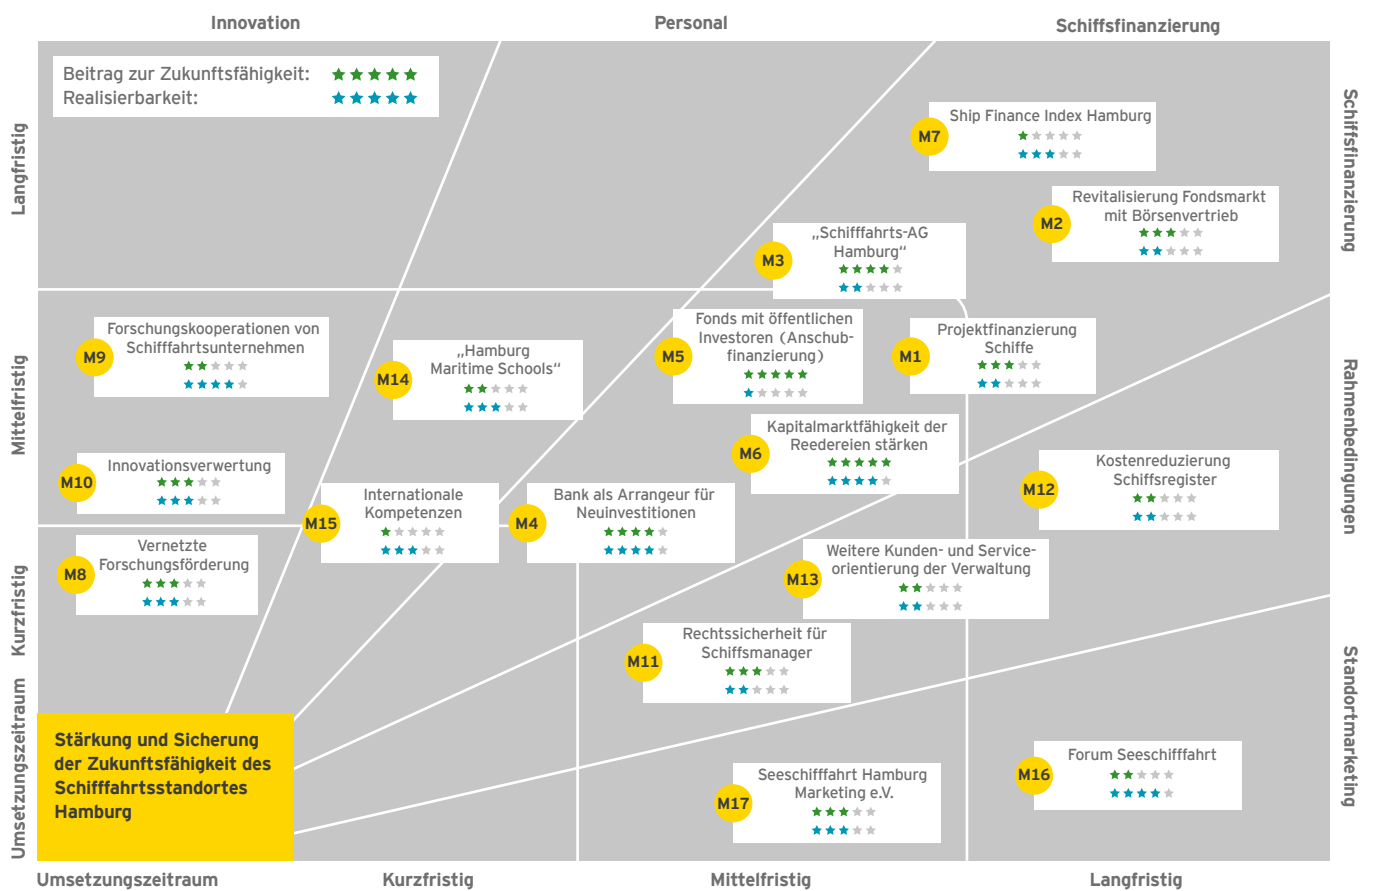 Innovation
Personal
Schiffsfinanzierung
Beitrag zur Zukunftsfähigkeit:
Realisierbarkeit:
Langfristig
Mittelfristig
Kurzfristig
Umsetzungszeitraum
Schiffsfinanzierung
Rahmenbedingungen
Standortmarketing
M7
Ship Finance Index Hamburg
M2
Revitalisierung Fondsmarkt
mit Börsenvertrieb
M3
„Schifffahrts-AG
Hamburg“
M9
Forschungskooperationen von
Schifffahrtsunternehmen
M14
„Hamburg
Maritime Schools“
M5
Fonds mit öffentlichen
Investoren (Anschub-
finanzierung)
M1
Projektfinanzierung
Schiffe
M6
Kapitalmarktfähigkeit der
Reedereien stärken
M10
Innovationsverwertung
M12
Kostenreduzierung
Schiffsregister
M15
Internationale
Kompetenzen
M4
Bank als Arrangeur für
Neuinvestitionen
M8
Vernetzte
Forschungsförderung
M13
Weitere Kunden- und Service-
orientierung der Verwaltung
M11
Rechtssicherheit für
Schiffsmanager
Stärkung und Sicherung
der Zukunftsfähigkeit des
Schifffahrtsstandortes
Hamburg
M16
Forum Seeschifffahrt
M17
Seeschifffahrt Hamburg
Marketing e.V.
Umsetzungszeitraum
Kurzfristig
Mittelfristig
Langfristig